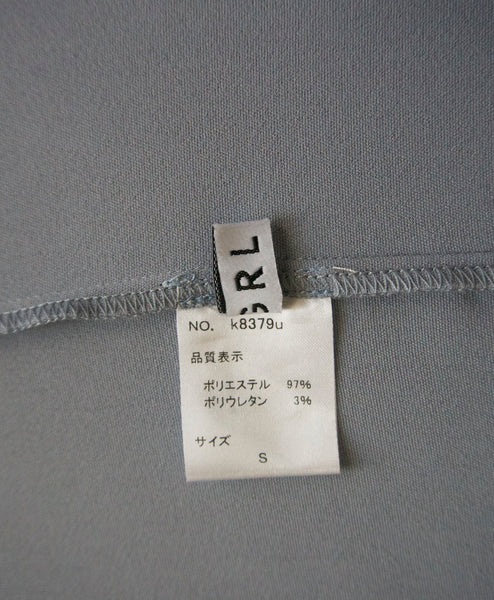 GRL
NO. k8379u
品質表示
ポリエステル 97%
ポリウレタン 3%
サイズ
S